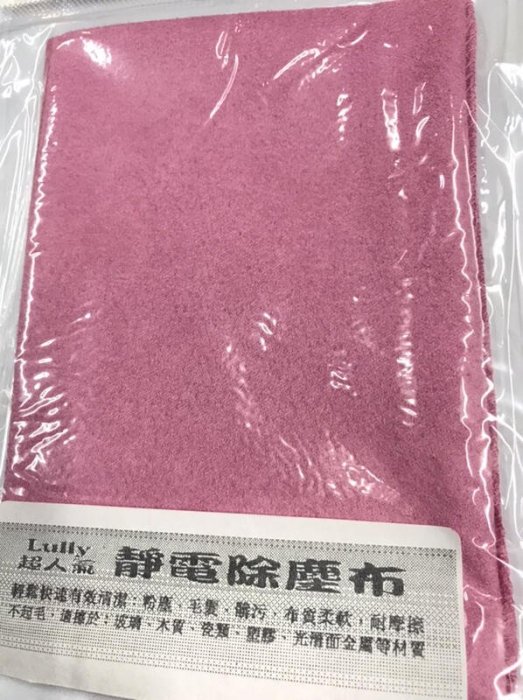 Lully
超人氣 靜電除塵布
輕鬆快速有效清潔：粉塵、毛髮、髒污，布質柔軟，耐摩擦
不起毛，適擦於：玻璃、木質、瓷類、塑膠、光滑面金屬等材質